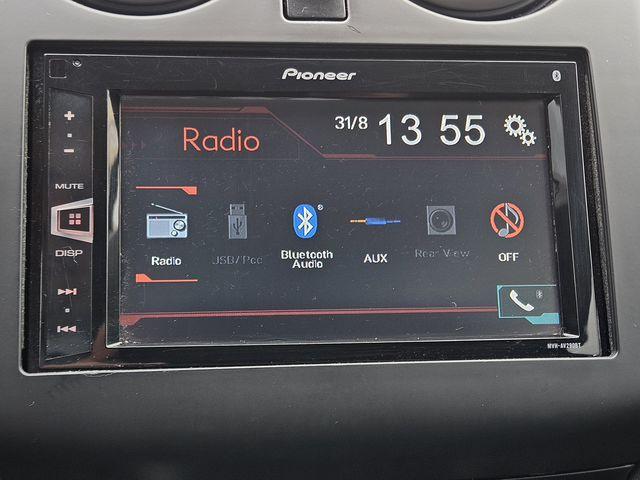 Pioneer
+
-
MUTE
DISP
31/8 13 55
Radio
Radio
USB/iPod
Bluetooth® Audio
AUX
Rear View
OFF
MVH-AV290BT